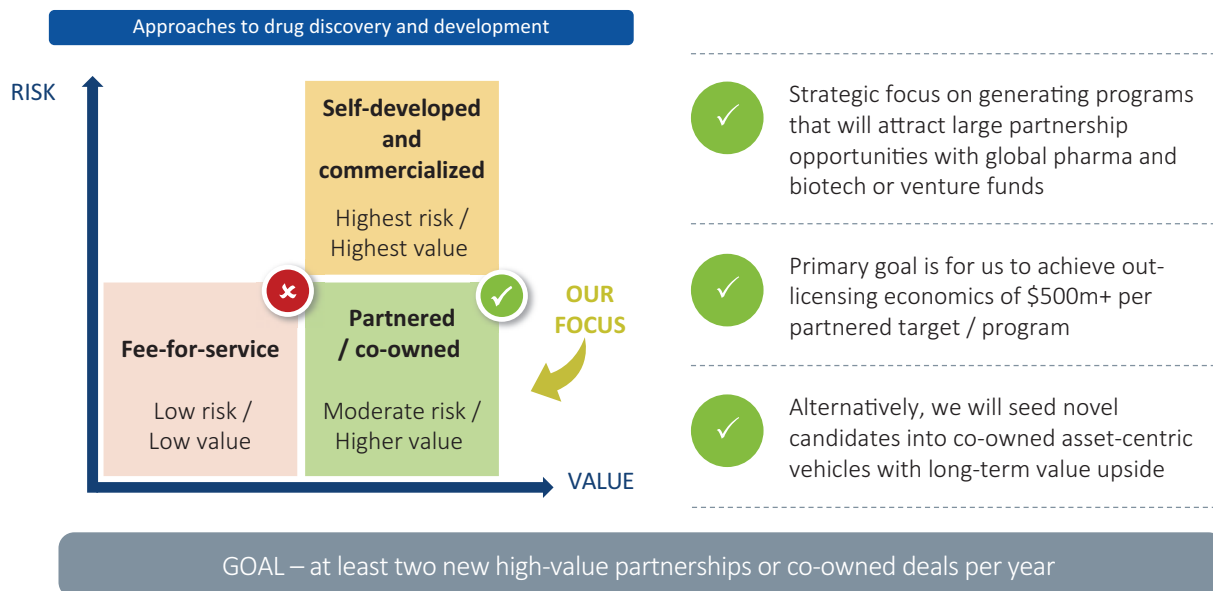 Approaches to drug discovery and development
RISK
Self-developed
and
commercialized
Highest risk /
Highest value
Fee-for-service
Low risk /
Low value
Partnered
/ co-owned
Moderate risk /
Higher value
OUR
FOCUS
VALUE
Strategic focus on generating programs
that will attract large partnership
opportunities with global pharma and
biotech or venture funds
Primary goal is for us to achieve out-
licensing economics of $500m+ per
partnered target / program
Alternatively, we will seed novel
candidates into co-owned asset-centric
vehicles with long-term value upside
GOAL – at least two new high-value partnerships or co-owned deals per year